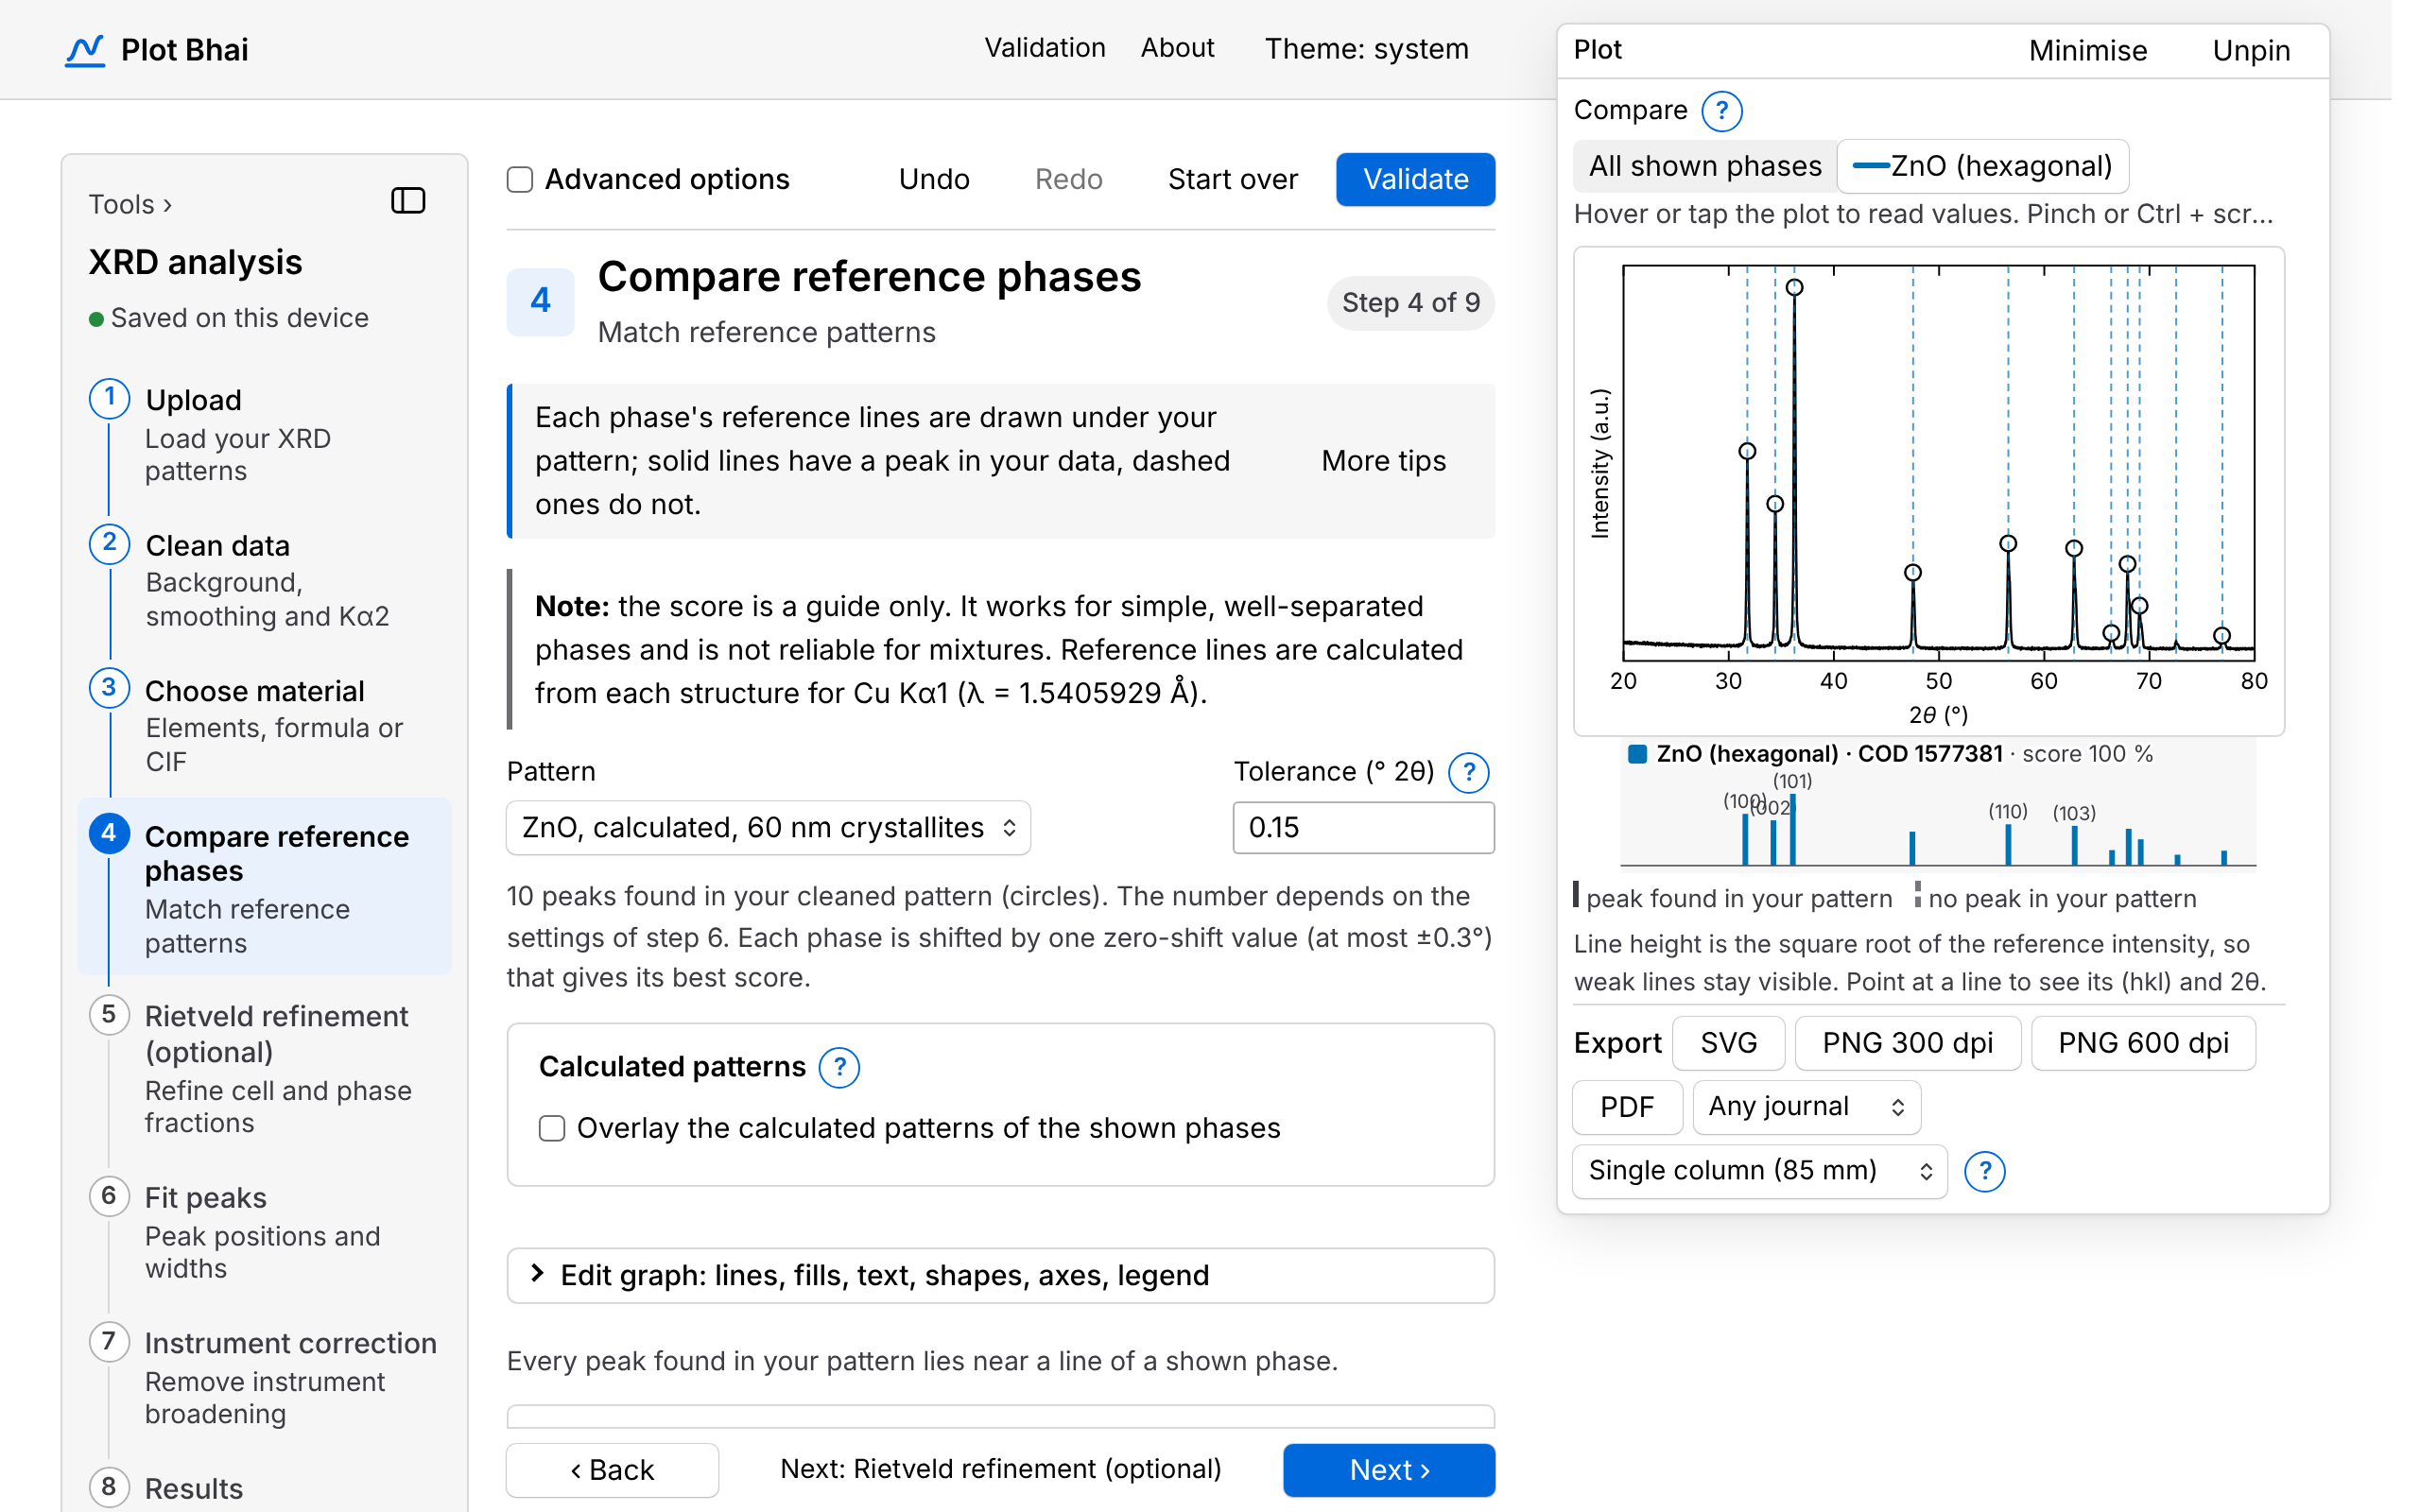 Plot Bhai
Validation
About
Theme: system
Tools ›
XRD analysis
Saved on this device
1
Upload
Load your XRD
patterns
2
Clean data
Background,
smoothing and Kα2
3
Choose material
Elements, formula or
CIF
4
Compare reference
phases
Match reference
patterns
5
Rietveld refinement
(optional)
Refine cell and phase
fractions
6
Fit peaks
Peak positions and
widths
7
Instrument correction
Remove instrument
broadening
8
Results
Advanced options
Undo
Redo
Start over
Validate
4
Compare reference phases
Match reference patterns
Step 4 of 9
Each phase's reference lines are drawn under your
pattern; solid lines have a peak in your data, dashed
ones do not.
More tips
Note: the score is a guide only. It works for simple, well-separated
phases and is not reliable for mixtures. Reference lines are calculated
from each structure for Cu Kα1 (λ = 1.5405929 Å).
Pattern
Tolerance (° 2θ) ?
ZnO, calculated, 60 nm crystallites
0.15
10 peaks found in your cleaned pattern (circles). The number depends on the
settings of step 6. Each phase is shifted by one zero-shift value (at most ±0.3°)
that gives its best score.
Calculated patterns ?
Overlay the calculated patterns of the shown phases
Edit graph: lines, fills, text, shapes, axes, legend
Every peak found in your pattern lies near a line of a shown phase.
‹ Back
Next: Rietveld refinement (optional)
Next ›
Plot
Minimise
Unpin
Compare ?
All shown phases
ZnO (hexagonal)
Hover or tap the plot to read values. Pinch or Ctrl + scr...
Intensity (a.u.)
20 30 40 50 60 70 80
2θ (°)
ZnO (hexagonal) · COD 1577381 · score 100 %
(100)
(002)
(101)
(110)
(103)
peak found in your pattern
no peak in your pattern
Line height is the square root of the reference intensity, so
weak lines stay visible. Point at a line to see its (hkl) and 2θ.
Export
SVG
PNG 300 dpi
PNG 600 dpi
PDF
Any journal
Single column (85 mm)
?